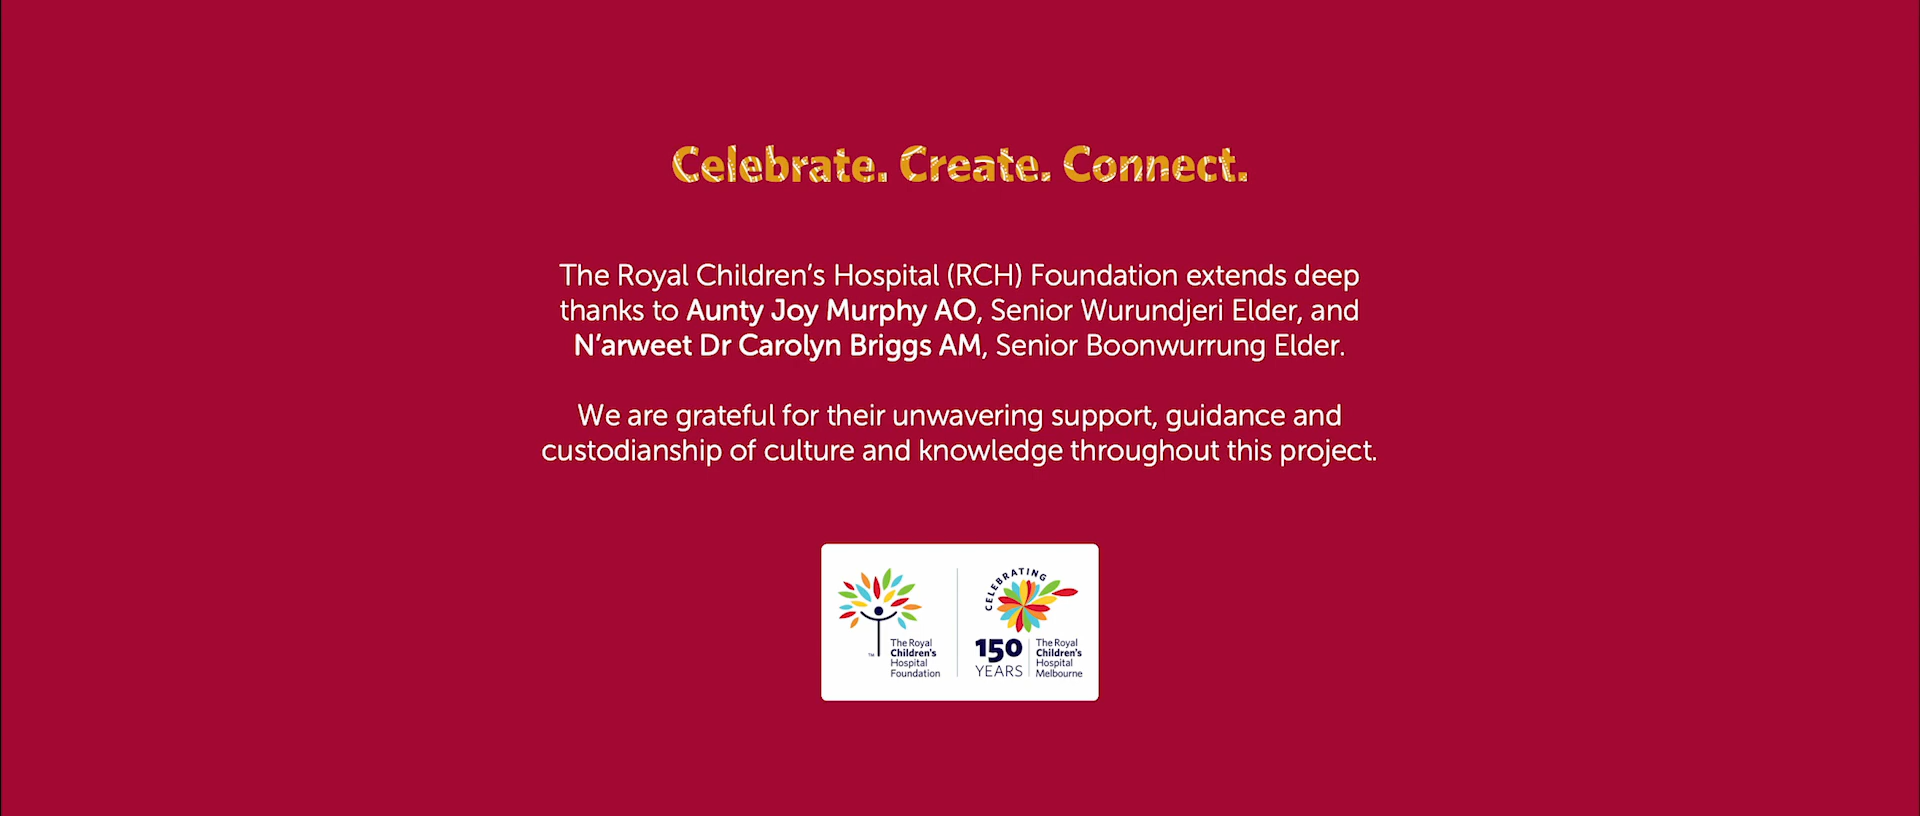 Celebrate. Create. Connect.
The Royal Children’s Hospital (RCH) Foundation extends deep
thanks to Aunty Joy Murphy AO, Senior Wurundjeri Elder, and
N’arweet Dr Carolyn Briggs AM, Senior Boonwurrung Elder.
We are grateful for their unwavering support, guidance and
custodianship of culture and knowledge throughout this project.
TM
The Royal
Children's
Hospital
Foundation
CELEBRATING
150
YEARS
The Royal
Children's
Hospital
Melbourne